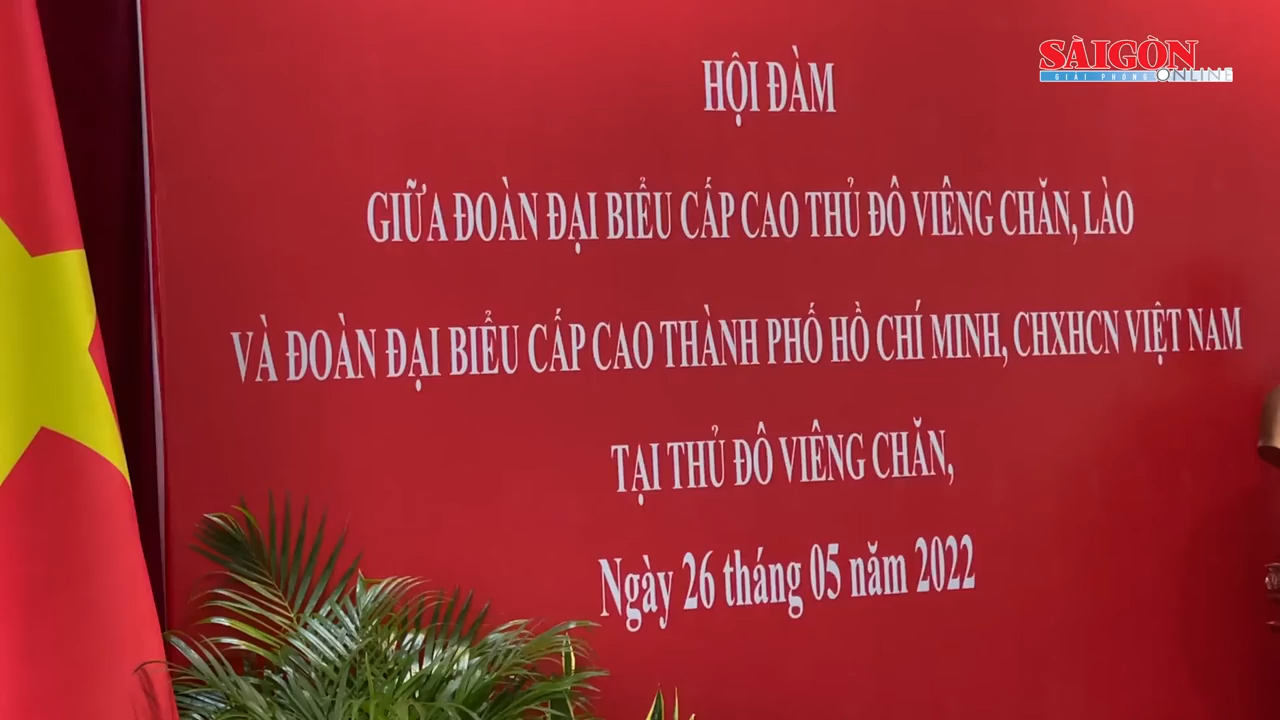 SÀIGÒN
GIẢI PHÓNG ONLINE
HỘI ĐÀM
GIỮA ĐOÀN ĐẠI BIỂU CẤP CAO THỦ ĐÔ VIÊNG CHĂN, LÀO
VÀ ĐOÀN ĐẠI BIỂU CẤP CAO THÀNH PHỐ HỒ CHÍ MINH, CHXHCN VIỆT NAM
TẠI THỦ ĐÔ VIÊNG CHĂN,
Ngày 26 tháng 05 năm 2022